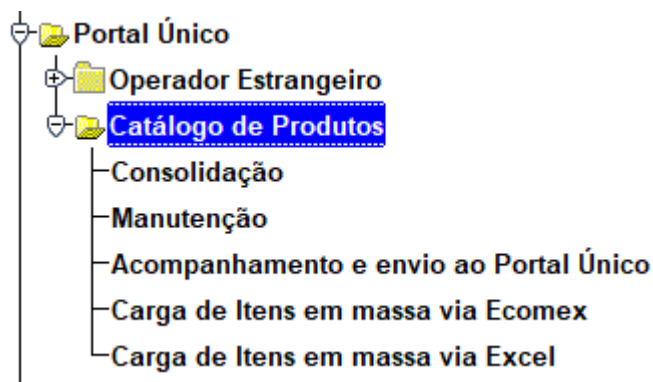 Portal Único
Operador Estrangeiro
Catálogo de Produtos
Consolidação
Manutenção
Acompanhamento e envio ao Portal Único
Carga de Itens em massa via Ecomex
Carga de Itens em massa via Excel